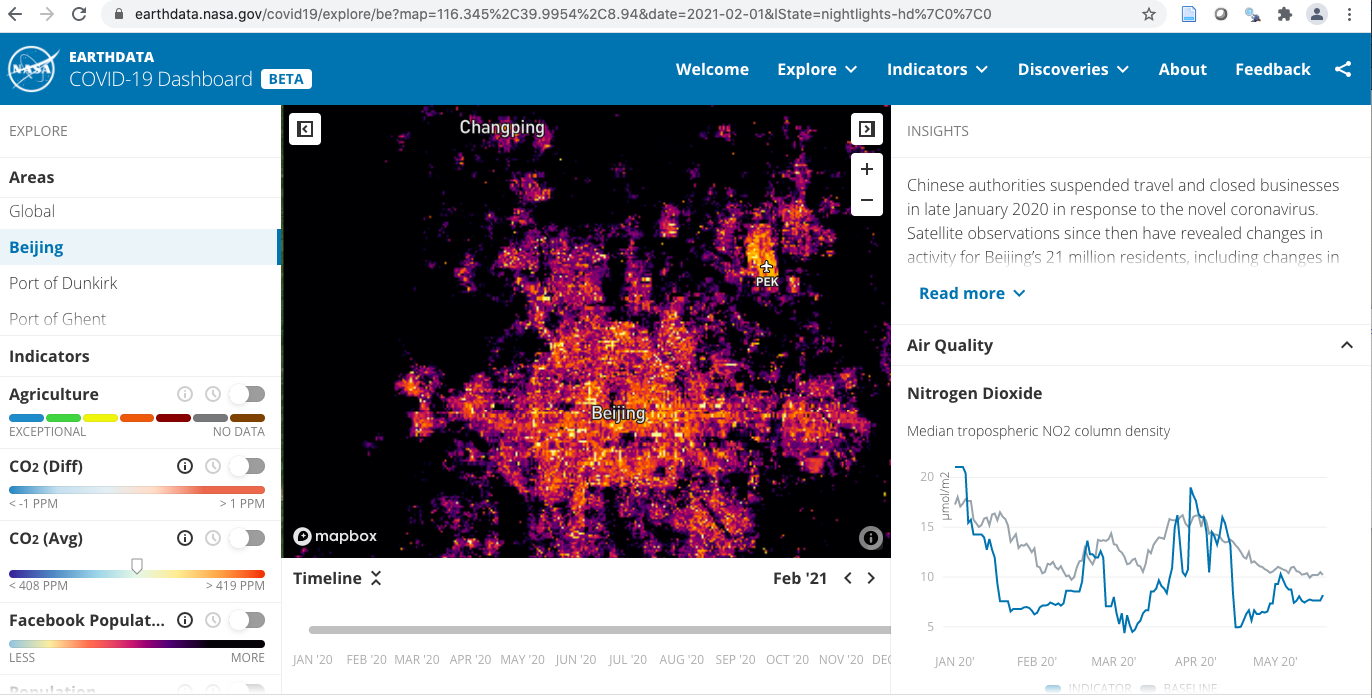 earthdata.nasa.gov/covid19/explore/be?map=116.345%2C39.9954%2C8.94&date=2021-02-01&lState=nightlights-hd%7C0%7C0
NASA
EARTHDATA
COVID-19 Dashboard BETA
Welcome Explore Indicators Discoveries About Feedback
EXPLORE
Areas
Global
Beijing
Port of Dunkirk
Port of Ghent
Indicators
Agriculture
EXCEPTIONAL NO DATA
CO2 (Diff)
< -1 PPM > 1 PPM
CO2 (Avg)
< 408 PPM > 419 PPM
Facebook Populat...
LESS MORE
Population
Changping
PEK
Beijing
mapbox
Timeline Feb '21
JAN '20 FEB '20 MAR '20 APR '20 MAY '20 JUN '20 JUL '20 AUG '20 SEP '20 OCT '20 NOV '20 DEC
INSIGHTS
Chinese authorities suspended travel and closed businesses
in late January 2020 in response to the novel coronavirus.
Satellite observations since then have revealed changes in
activity for Beijing's 21 million residents, including changes in
Read more
Air Quality
Nitrogen Dioxide
Median tropospheric NO2 column density
µmol/m2
20
15
10
5
JAN 20' FEB 20' MAR 20' APR 20' MAY 20'
INDICATOR BASELINE